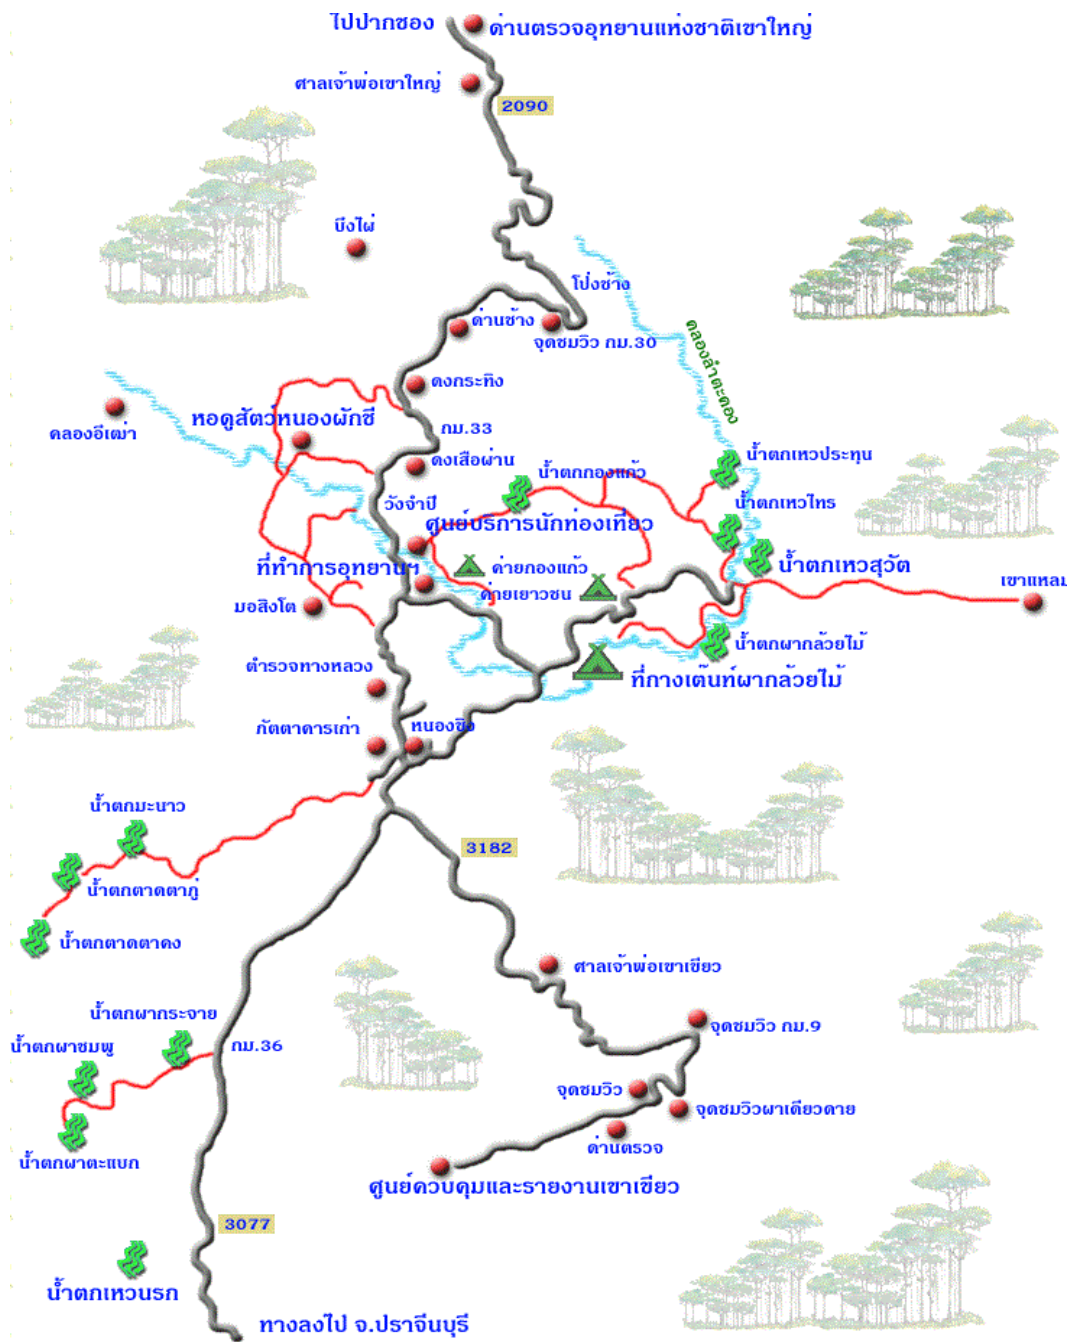 ไปปากช่อง
ด่านตรวจอุทยานแห่งชาติเขาใหญ่
ศาลเจ้าพ่อเขาใหญ่
2090
บึงไผ่
โป่งช้าง
ด่านช้าง
จุดชมวิว กม.30
คลองลำตะคอง
ดงกระทิง
หอดูสัตว์หนองผักชี
กม.33
คลองอีเฒ่า
ดงเสือผ่าน
น้ำตกกองแก้ว
น้ำตกเหวประทุน
วังจำปี
น้ำตกเหวไทร
ศูนย์บริการนักท่องเที่ยว
ที่ทำการอุทยานฯ
ค่ายกองแก้ว
น้ำตกเหวสุวัต
ค่ายเยาวชน
เขาแหลม
มอสิงโต
น้ำตกผากล้วยไม้
ตำรวจทางหลวง
ที่กางเต๊นท์ผากล้วยไม้
ภัตตาคารเก่า
หนองขิง
น้ำตกมะนาว
3182
น้ำตกตาดตาภู่
น้ำตกตาดตาคง
ศาลเจ้าพ่อเขาเขียว
น้ำตกผากระจาย
จุดชมวิว กม.9
น้ำตกผาชมพู
กม.36
จุดชมวิว
จุดชมวิวผาเดียวดาย
น้ำตกผาตะแบก
ด่านตรวจ
ศูนย์ควบคุมและรายงานเขาเขียว
3077
น้ำตกเหวนรก
ทางลงไป จ.ปราจีนบุรี